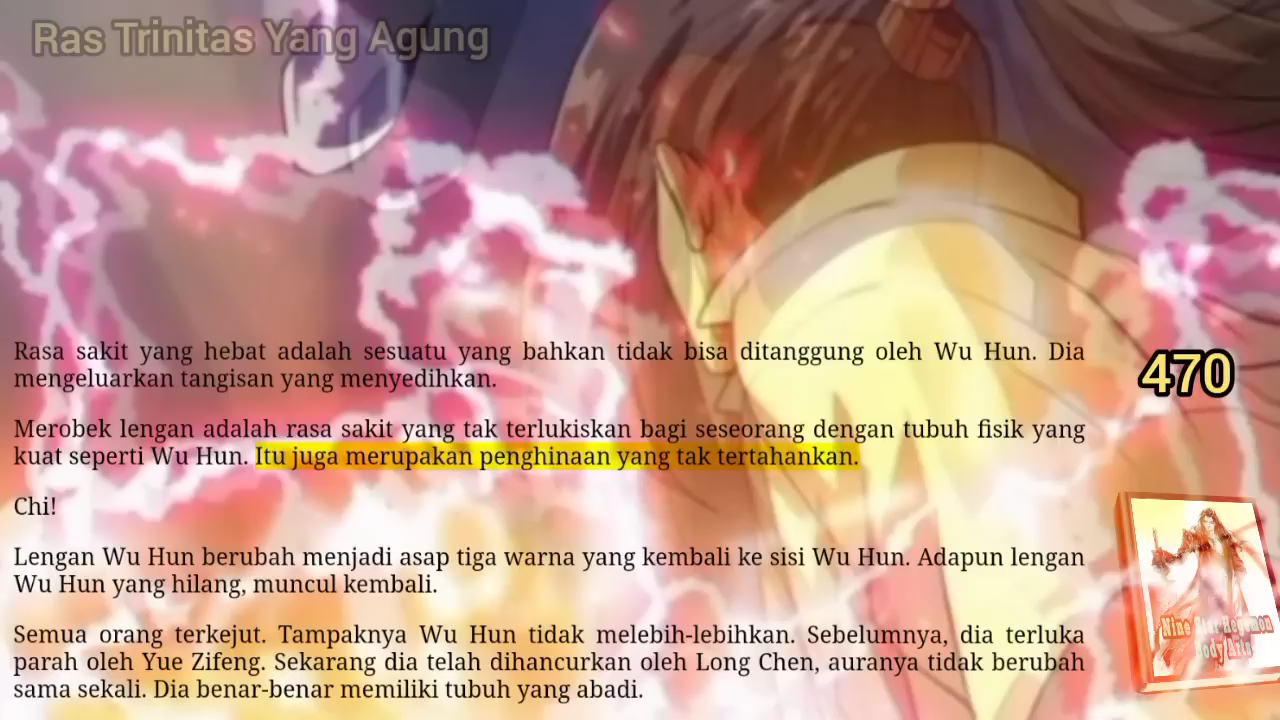 Ras Trinitas Yang Agung
Rasa sakit yang hebat adalah sesuatu yang bahkan tidak bisa ditanggung oleh Wu Hun. Dia
mengeluarkan tangisan yang menyedihkan.
470
Merobek lengan adalah rasa sakit yang tak terlukiskan bagi seseorang dengan tubuh fisik yang
kuat seperti Wu Hun. Itu juga merupakan penghinaan yang tak tertahankan.
Chi!
Lengan Wu Hun berubah menjadi asap tiga warna yang kembali ke sisi Wu Hun. Adapun lengan
Wu Hun yang hilang, muncul kembali.
Semua orang terkejut. Tampaknya Wu Hun tidak melebih-lebihkan. Sebelumnya, dia terluka
parah oleh Yue Zifeng. Sekarang dia telah dihancurkan oleh Long Chen, auranya tidak berubah
sama sekali. Dia benar-benar memiliki tubuh yang abadi.
Nine Star Hegemon
Body Arts